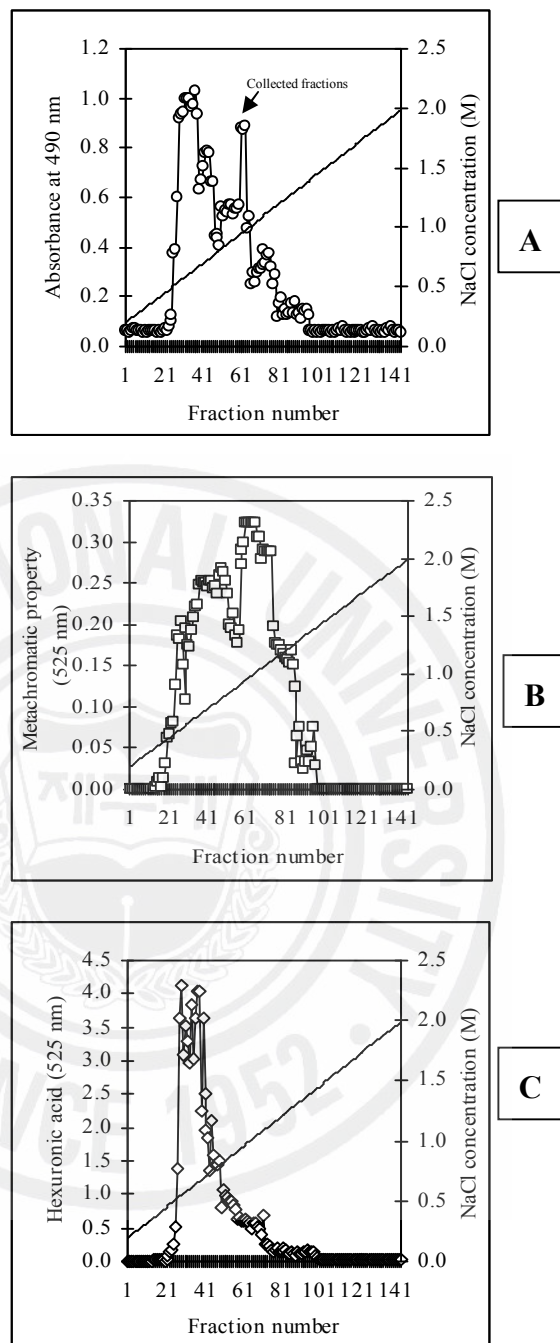 1.2
1.0
0.8
0.6
0.4
0.2
0.0
2.5
2.0
1.5
1.0
0.5
0.0
Absorbance at 490 nm
NaCl concentration (M)
Collected fractions
1 21 41 61 81 101 121 141
Fraction number
A
0.35
0.30
0.25
0.20
0.15
0.10
0.05
0.00
2.5
2.0
1.5
1.0
0.5
0.0
Metachromatic property
(525 nm)
NaCl concentration (M)
1 21 41 61 81 101 121 141
Fraction number
B
4.5
4.0
3.5
3.0
2.5
2.0
1.5
1.0
0.5
0.0
2.5
2.0
1.5
1.0
0.5
0.0
Hexuronic acid (525 nm)
NaCl concentration (M)
1 21 41 61 81 101 121 141
Fraction number
C
NATIONAL UNIVERSITY
SINCE 1952